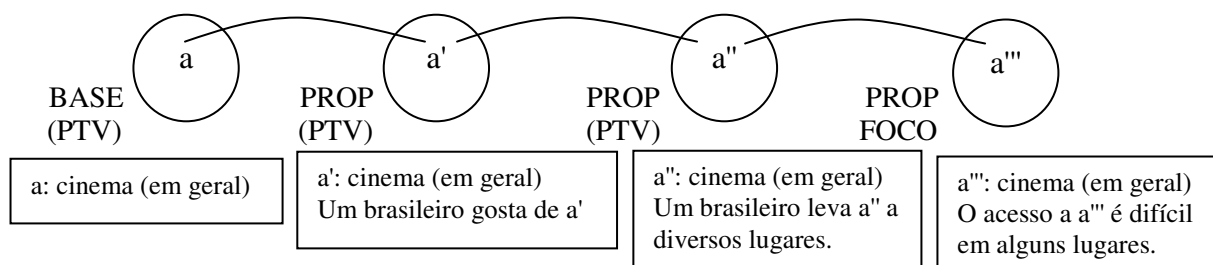 a
a'
a''
a'''
BASE
(PTV)
PROP
(PTV)
PROP
(PTV)
PROP
FOCO
a: cinema (em geral)
a': cinema (em geral)
Um brasileiro gosta de a'
a'': cinema (em geral)
Um brasileiro leva a'' a
diversos lugares.
a''': cinema (em geral)
O acesso a a''' é difícil
em alguns lugares.